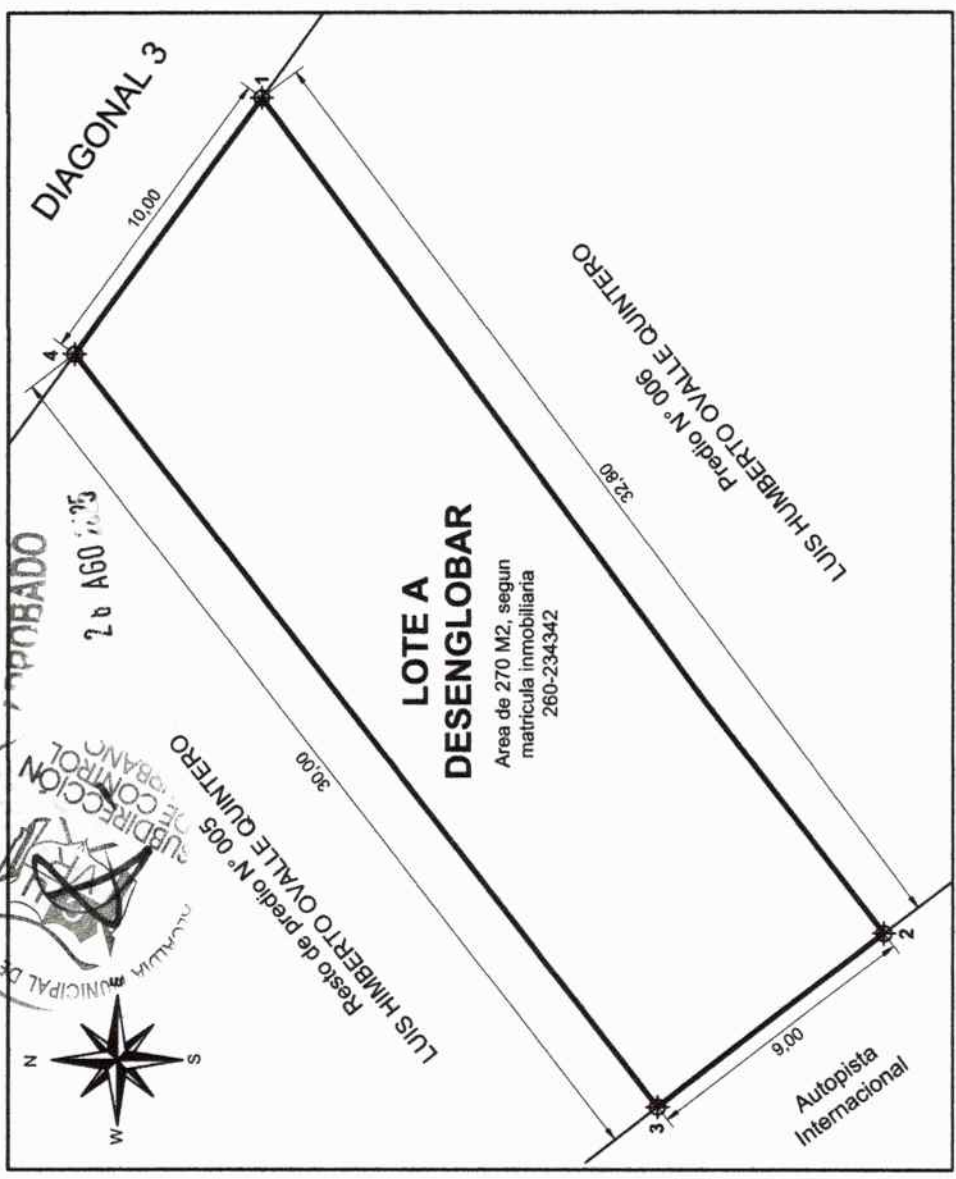 DIAGONAL 3
1
10,00
4
2
3
32,80
30,00
9,00
LOTE A
DESENGLOBAR
Area de 270 M2, segun
matricula inmobiliaria
260-234342
Predio N° 006
LUIS HUMBERTO OVALLE QUINTERO
Resto de predio N° 005
LUIS HIMBERTO OVALLE QUINTERO
Autopista
Internacional
N
W
E
S
AGO
SUBDIRECCIÓN
DE CONTROL